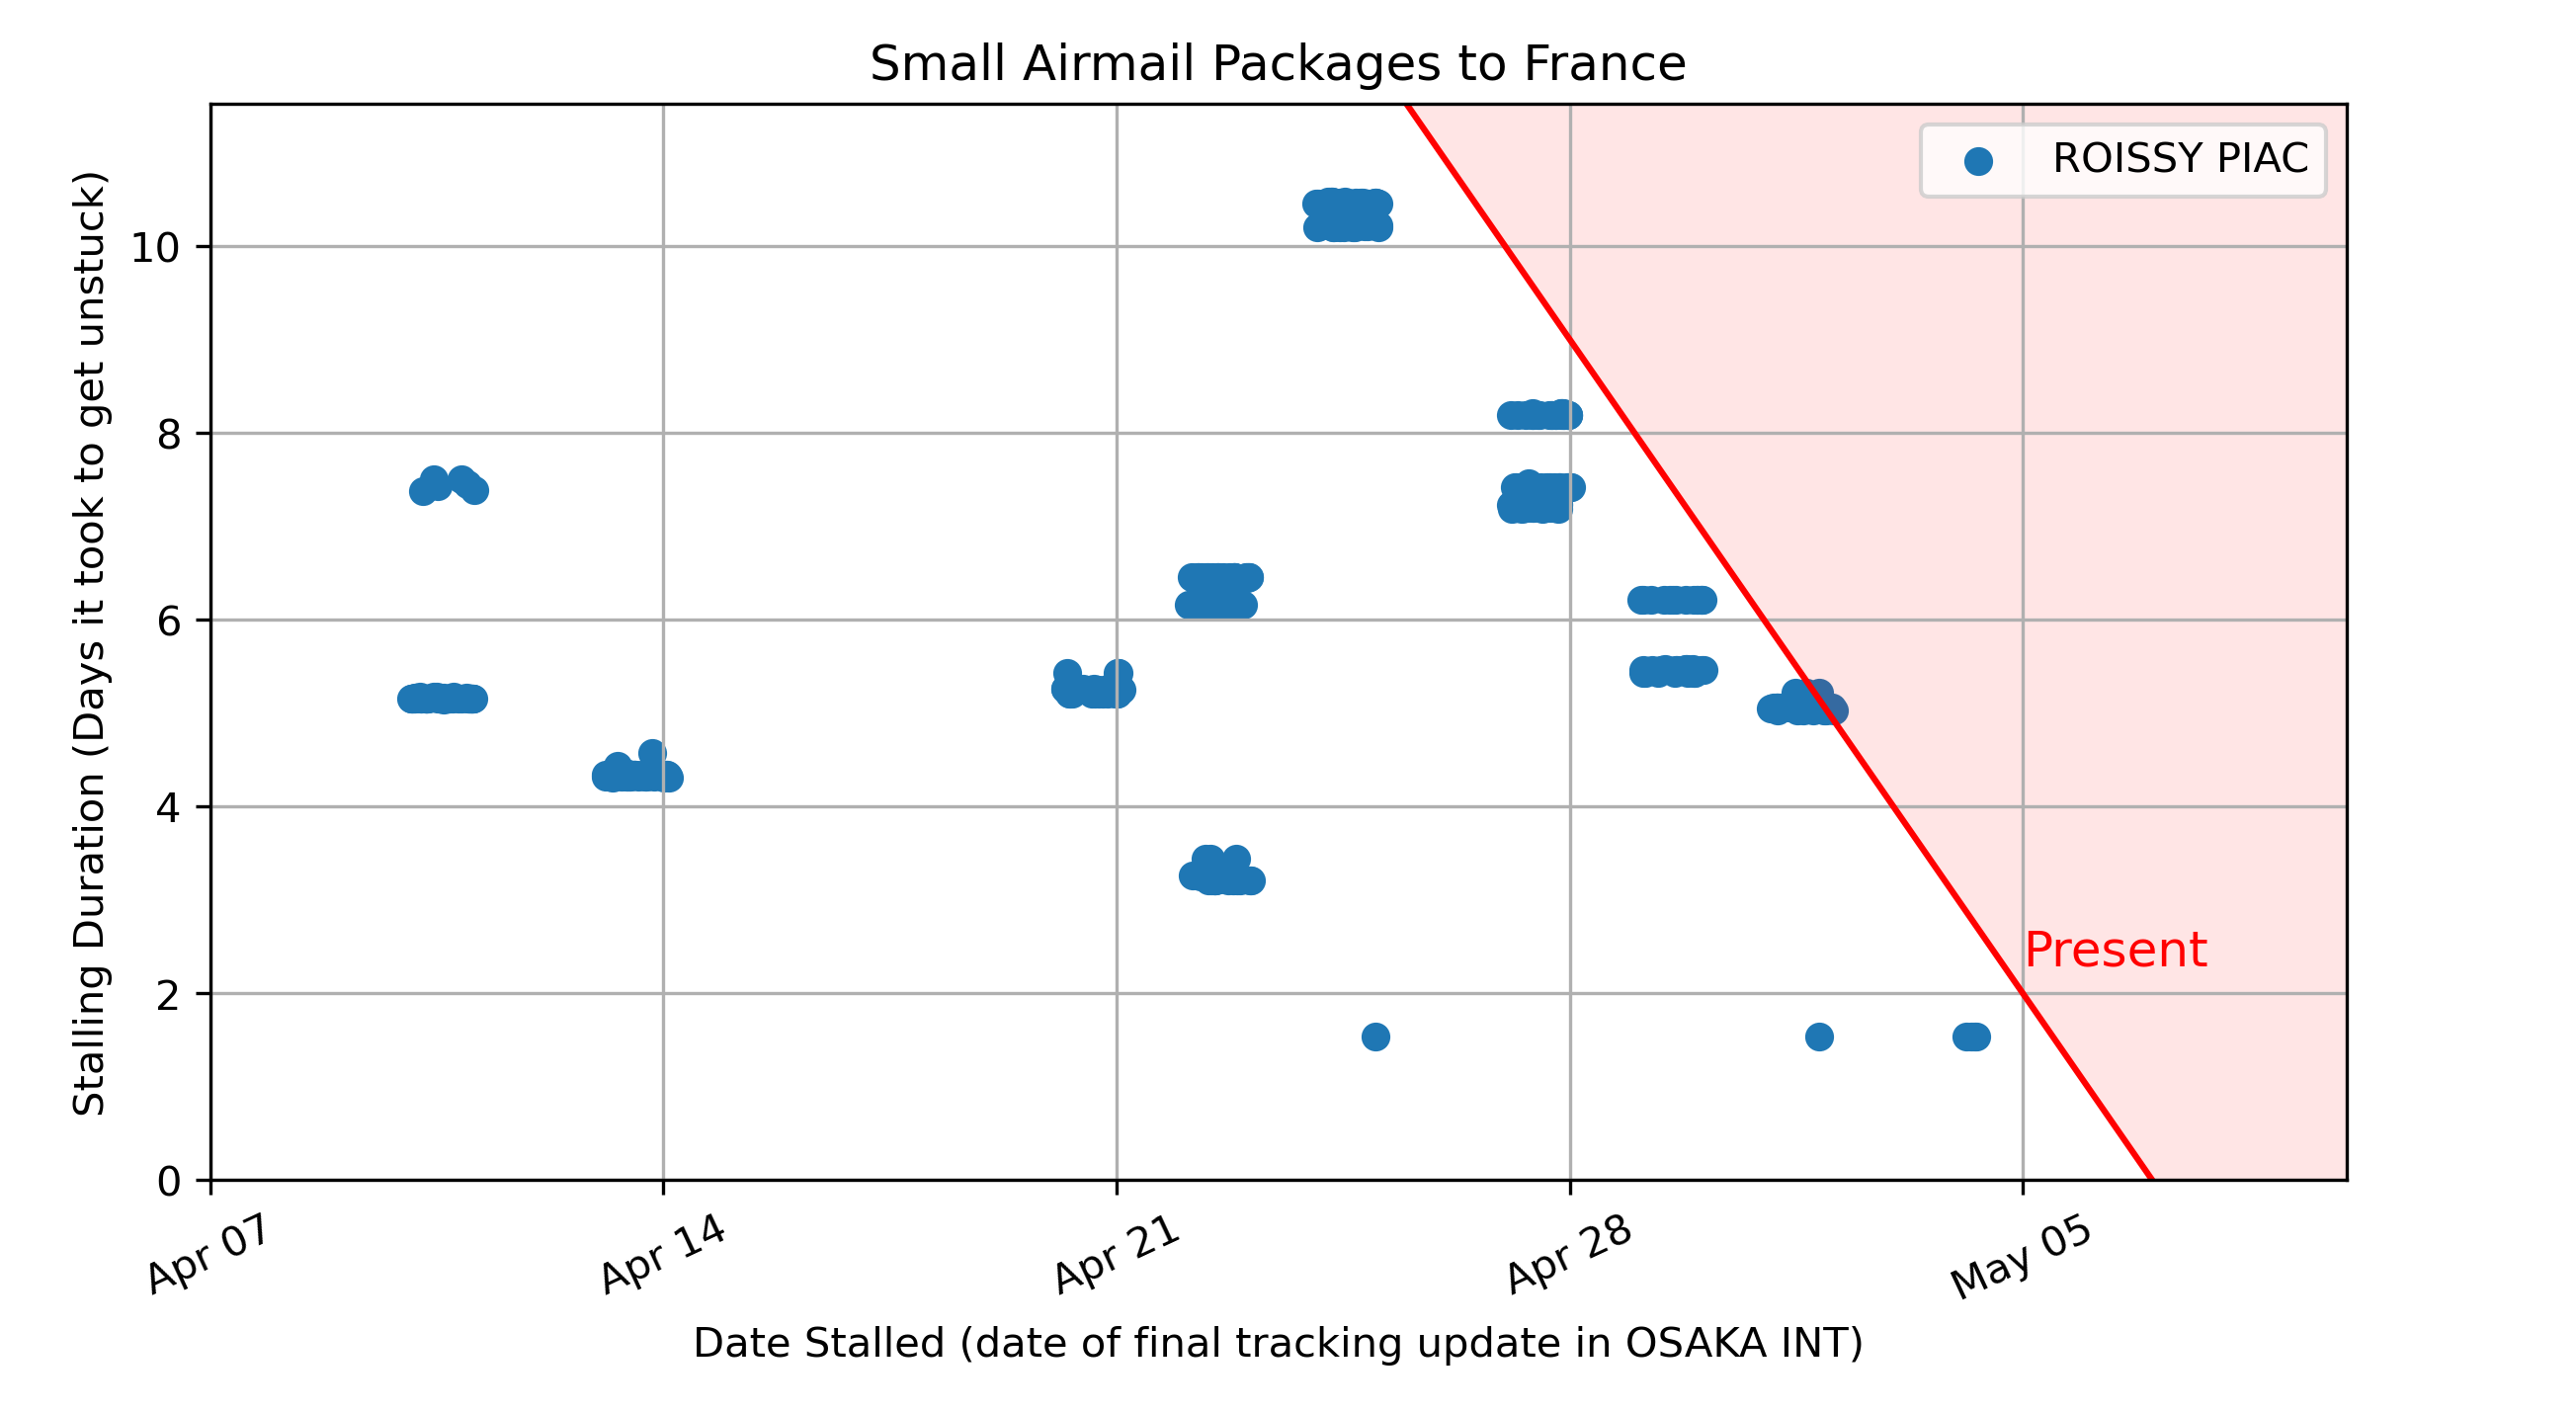 Small Airmail Packages to France
Stalling Duration (Days it took to get unstuck)
10
8
6
4
2
0
ROISSY PIAC
Present
Apr 07
Apr 14
Apr 21
Apr 28
May 05
Date Stalled (date of final tracking update in OSAKA INT)